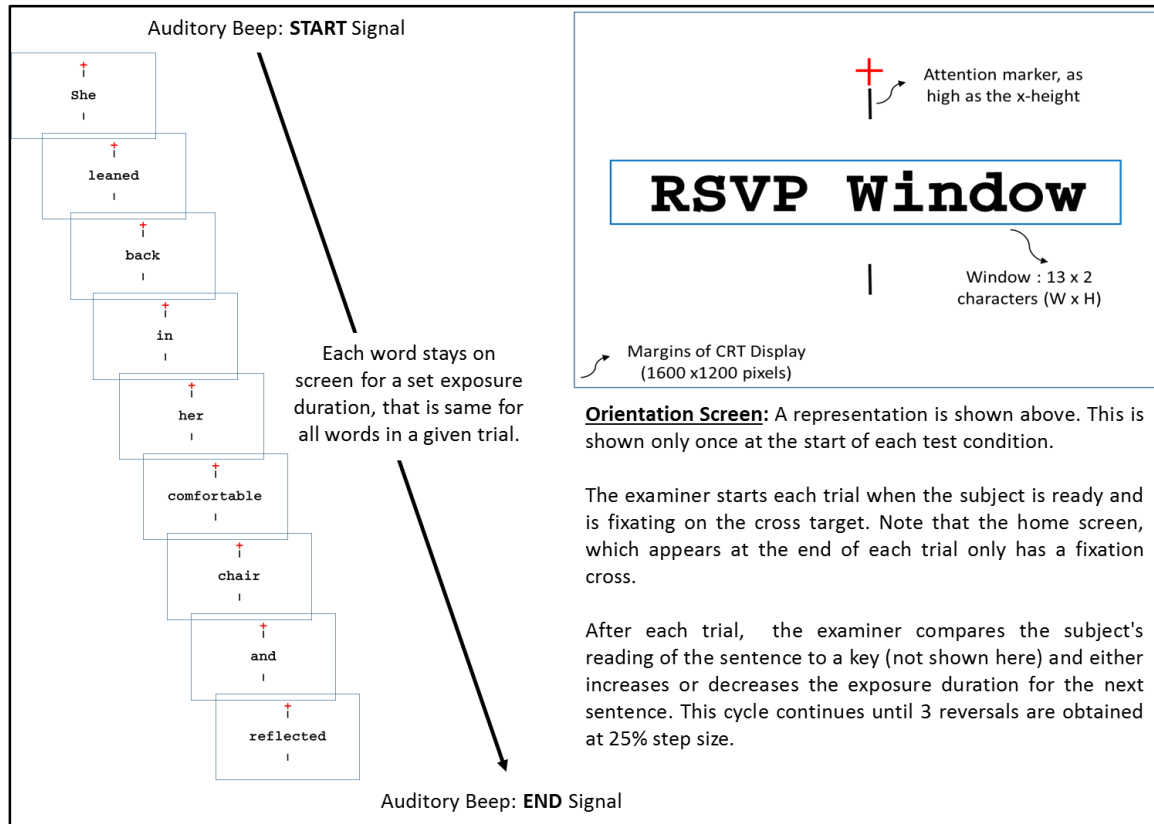 Auditory Beep: START Signal
She
leaned
back
in
her
comfortable
chair
and
reflected
Each word stays on
screen for a set exposure
duration, that is same for
all words in a given trial.
Auditory Beep: END Signal
Attention marker, as
high as the x-height
RSVP Window
Window : 13 x 2
characters (W x H)
Margins of CRT Display
(1600 x1200 pixels)
Orientation Screen: A representation is shown above. This is
shown only once at the start of each test condition.
The examiner starts each trial when the subject is ready and
is fixating on the cross target. Note that the home screen,
which appears at the end of each trial only has a fixation
cross.
After each trial, the examiner compares the subject's
reading of the sentence to a key (not shown here) and either
increases or decreases the exposure duration for the next
sentence. This cycle continues until 3 reversals are obtained
at 25% step size.